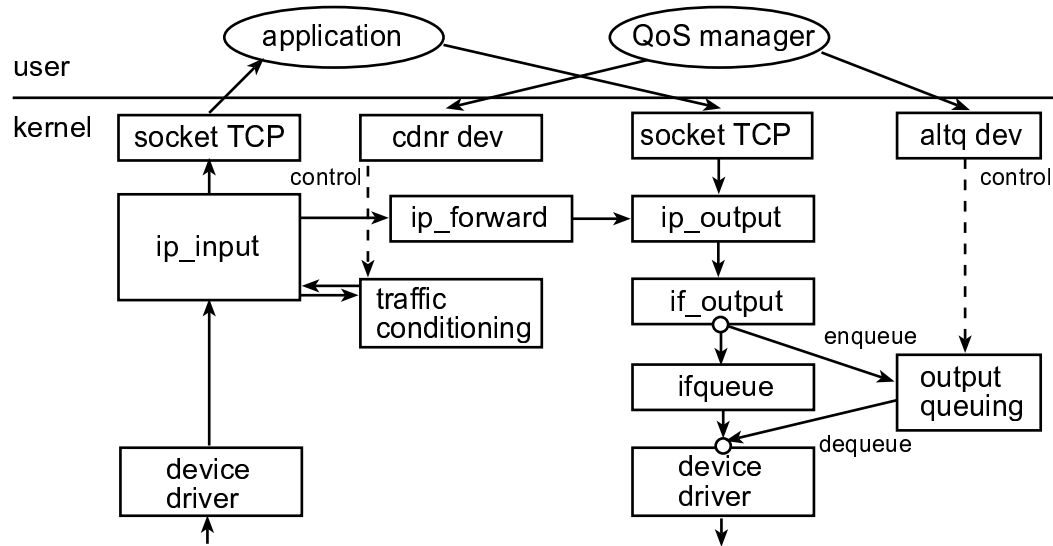 application
QoS manager
user
kernel
socket TCP
cdnr dev
socket TCP
altq dev
control
control
ip_input
ip_forward
ip_output
traffic
conditioning
if_output
enqueue
ifqueue
output
queuing
dequeue
device
driver
device
driver